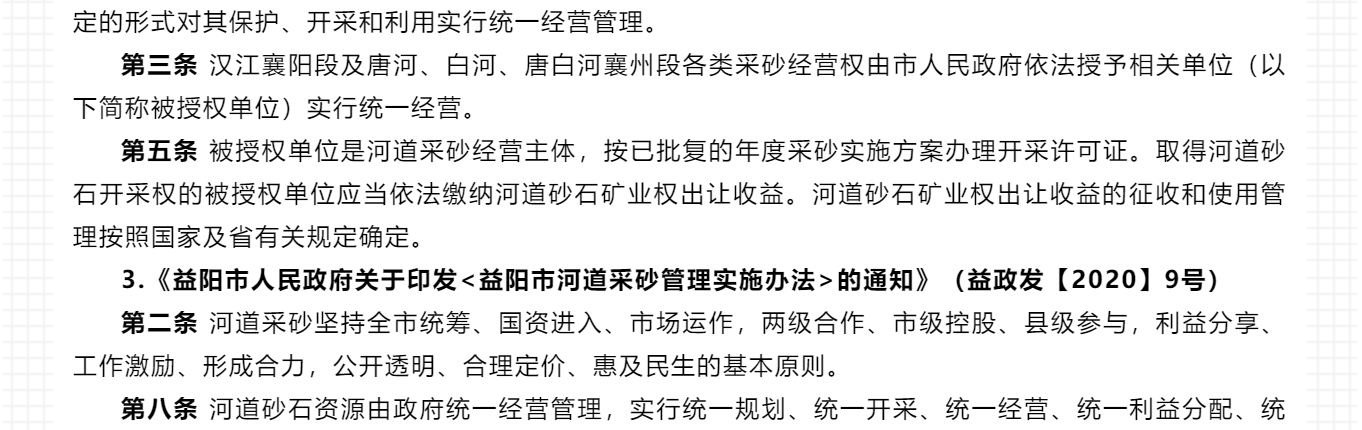 定的形式对其保护、开采和利用实行统一经营管理。
第三条 汉江襄阳段及唐河、白河、唐白河襄州段各类采砂经营权由市人民政府依法授予相关单位（以
下简称被授权单位）实行统一经营。
第五条 被授权单位是河道采砂经营主体，按已批复的年度采砂实施方案办理开采许可证。取得河道砂
石开采权的被授权单位应当依法缴纳河道砂石矿业权出让收益。河道砂石矿业权出让收益的征收和使用管
理按照国家及省有关规定确定。
3.《益阳市人民政府关于印发<益阳市河道采砂管理实施办法>的通知》（益政发【2020】9号）
第二条 河道采砂坚持全市统筹、国资进入、市场运作，两级合作、市级控股、县级参与，利益分享、
工作激励、形成合力，公开透明、合理定价、惠及民生的基本原则。
第八条 河道砂石资源由政府统一经营管理，实行统一规划、统一开采、统一经营、统一利益分配、统